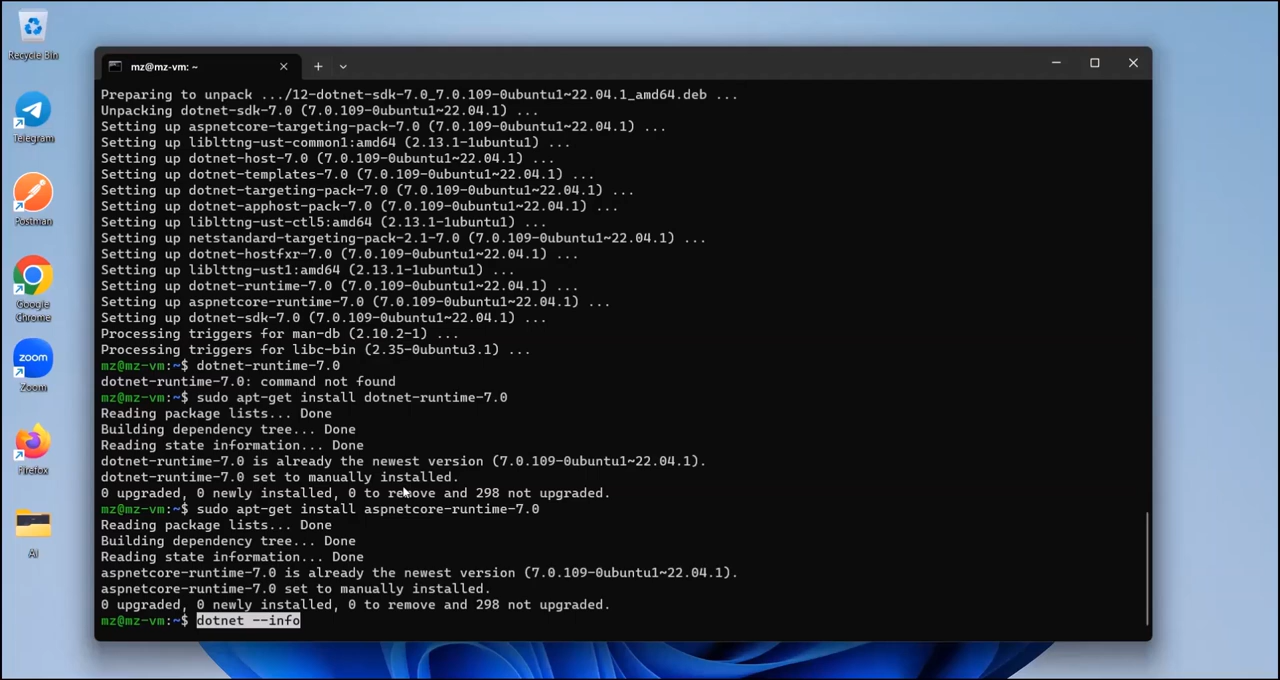 Recycle Bin
Telegram
Postman
Google
Chrome
zoom
Zoom
Firefox
AI
mz@mz-vm: ~
Preparing to unpack .../12-dotnet-sdk-7.0_7.0.109-0ubuntu1~22.04.1_amd64.deb ...
Unpacking dotnet-sdk-7.0 (7.0.109-0ubuntu1~22.04.1) ...
Setting up aspnetcore-targeting-pack-7.0 (7.0.109-0ubuntu1~22.04.1) ...
Setting up liblttng-ust-common1:amd64 (2.13.1-1ubuntu1) ...
Setting up dotnet-host-7.0 (7.0.109-0ubuntu1~22.04.1) ...
Setting up dotnet-templates-7.0 (7.0.109-0ubuntu1~22.04.1) ...
Setting up dotnet-targeting-pack-7.0 (7.0.109-0ubuntu1~22.04.1) ...
Setting up dotnet-apphost-pack-7.0 (7.0.109-0ubuntu1~22.04.1) ...
Setting up liblttng-ust-ctl5:amd64 (2.13.1-1ubuntu1) ...
Setting up netstandard-targeting-pack-2.1-7.0 (7.0.109-0ubuntu1~22.04.1) ...
Setting up dotnet-hostfxr-7.0 (7.0.109-0ubuntu1~22.04.1) ...
Setting up liblttng-ust1:amd64 (2.13.1-1ubuntu1) ...
Setting up dotnet-runtime-7.0 (7.0.109-0ubuntu1~22.04.1) ...
Setting up aspnetcore-runtime-7.0 (7.0.109-0ubuntu1~22.04.1) ...
Setting up dotnet-sdk-7.0 (7.0.109-0ubuntu1~22.04.1) ...
Processing triggers for man-db (2.10.2-1) ...
Processing triggers for libc-bin (2.35-0ubuntu3.1) ...
mz@mz-vm:~$ dotnet-runtime-7.0
dotnet-runtime-7.0: command not found
mz@mz-vm:~$ sudo apt-get install dotnet-runtime-7.0
Reading package lists... Done
Building dependency tree... Done
Reading state information... Done
dotnet-runtime-7.0 is already the newest version (7.0.109-0ubuntu1~22.04.1).
dotnet-runtime-7.0 set to manually installed.
0 upgraded, 0 newly installed, 0 to remove and 298 not upgraded.
mz@mz-vm:~$ sudo apt-get install aspnetcore-runtime-7.0
Reading package lists... Done
Building dependency tree... Done
Reading state information... Done
aspnetcore-runtime-7.0 is already the newest version (7.0.109-0ubuntu1~22.04.1).
aspnetcore-runtime-7.0 set to manually installed.
0 upgraded, 0 newly installed, 0 to remove and 298 not upgraded.
mz@mz-vm:~$ dotnet --info